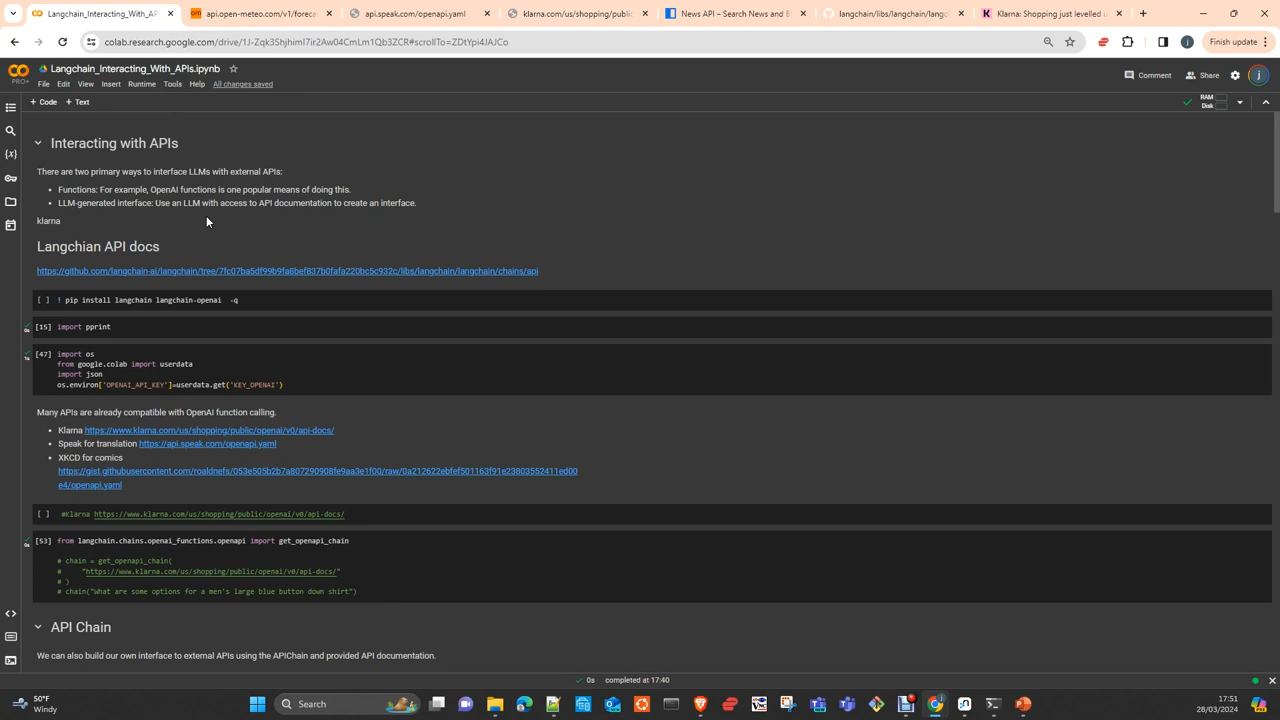 Langchain_Interacting_With_APIs
api.open-meteo.com/v1/foreca
api.speak.com/openapi.yaml
klarna.com/us/shopping/public
News API – Search News and B
langchain/libs/langchain/langc
Klarna: Shopping just levelled u
colab.research.google.com/drive/1J-Zqk3Shjhiml7ir2Aw04CmLm1Qb3ZCR#scrollTo=ZDtYpi4JAJCo
Finish update
Langchain_Interacting_With_APIs.ipynb
PRO+
File Edit View Insert Runtime Tools Help All changes saved
Comment Share j
+ Code + Text
RAM
Disk
Interacting with APIs
There are two primary ways to interface LLMs with external APIs:
• Functions: For example, OpenAI functions is one popular means of doing this.
• LLM-generated interface: Use an LLM with access to API documentation to create an interface.
klarna
Langchian API docs
https://github.com/langchain-ai/langchain/tree/7fc07ba5df99b9fa8bef837b0fafa220bc5c932c/libs/langchain/langchain/chains/api
[ ] ! pip install langchain langchain-openai -q
[15] import pprint
0s
[47] import os
from google.colab import userdata
import json
os.environ['OPENAI_API_KEY']=userdata.get('KEY_OPENAI')
Many APIs are already compatible with OpenAI function calling.
• Klarna https://www.klarna.com/us/shopping/public/openai/v0/api-docs/
• Speak for translation https://api.speak.com/openapi.yaml
• XKCD for comics
https://gist.githubusercontent.com/roaldnefs/053e505b2b7a807290908fe9aa3e1f00/raw/0a212622ebfef501163f91e23803552411ed00
e4/openapi.yaml
[ ] #Klarna https://www.klarna.com/us/shopping/public/openai/v0/api-docs/
[53] from langchain.chains.openai_functions.openapi import get_openapi_chain
0s
# chain = get_openapi_chain(
# "https://www.klarna.com/us/shopping/public/openai/v0/api-docs/"
# )
# chain("What are some options for a men's large blue button down shirt")
API Chain
We can also build our own interface to external APIs using the APIChain and provided API documentation.
0s completed at 17:40
50°F
Windy
Search
17:51
28/03/2024